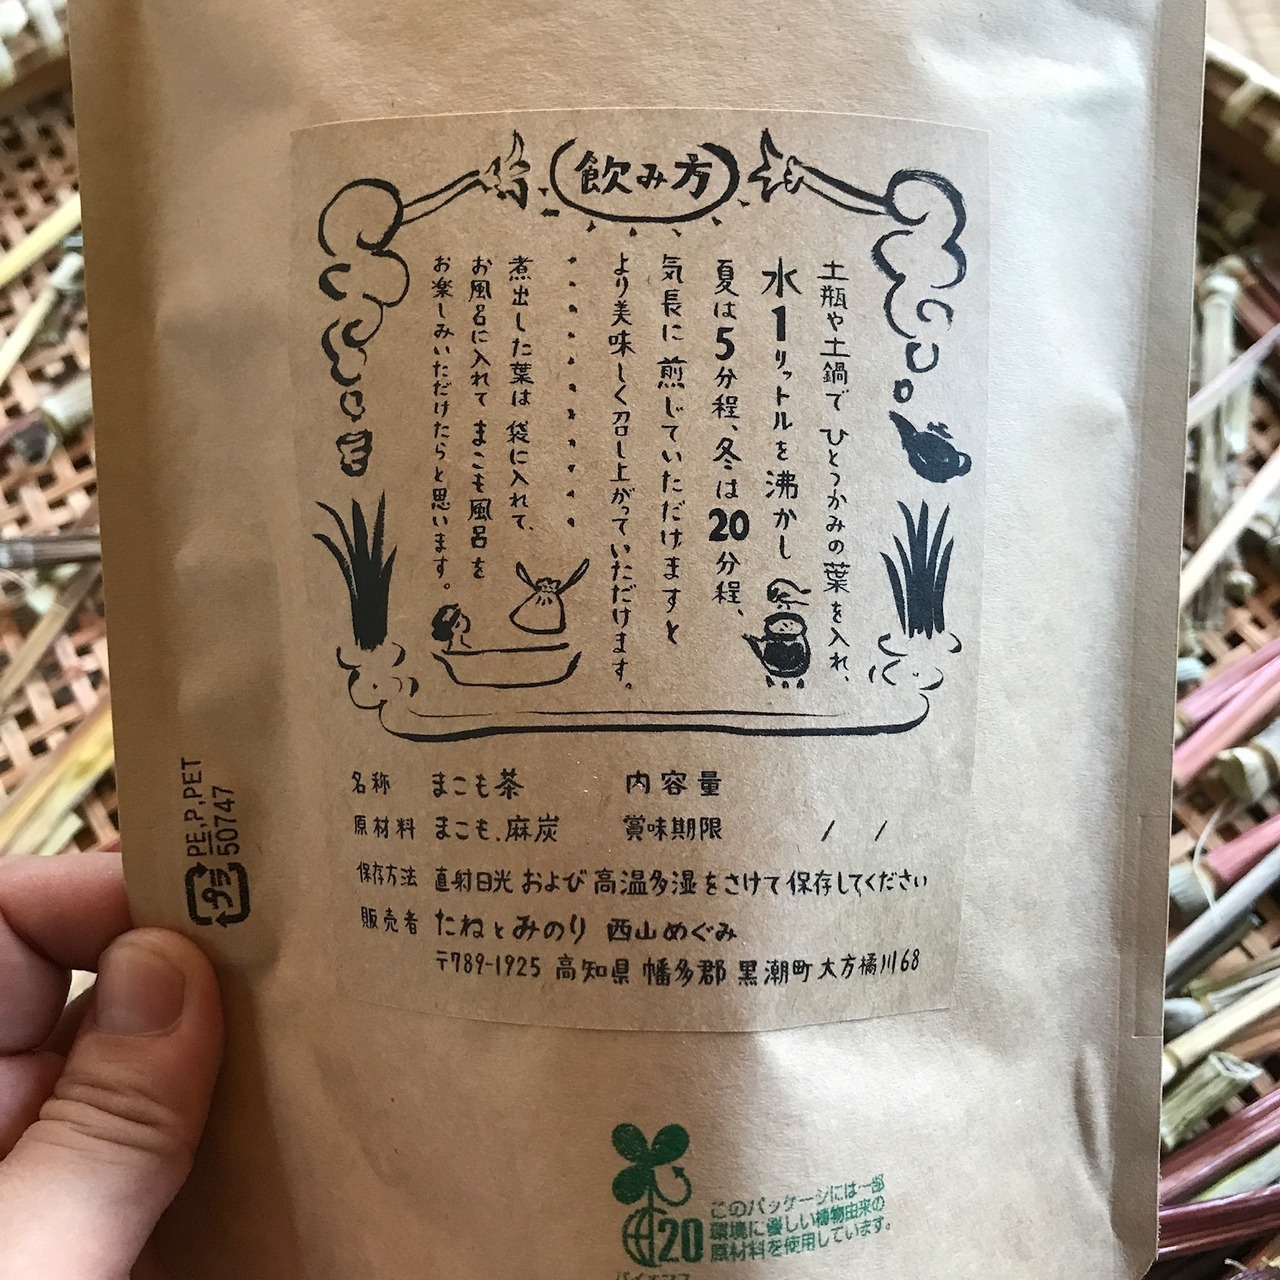 飲み方
土瓶や土鍋でひとつかみの葉を入れ、
水1リットルを沸かし
夏は5分程、冬は20分程、
気長に煎じていただけますと
より美味しく召し上がっていただけます。
煮出した葉は袋に入れて、
お風呂に入れてまこも風呂を
お楽しみいただけたらと思います。
名称 まこも茶 内容量
原材料 まこも、麻炭 賞味期限 / /
保存方法 直射日光および高温多湿をさけて保存してください
販売者 たねとみのり 西山めぐみ
〒789-1925 高知県 幡多郡 黒潮町大方橘川68
PE,P,PET
50747
プラ
20
このパッケージには一部
環境に優しい植物由来の
原材料を使用しています。